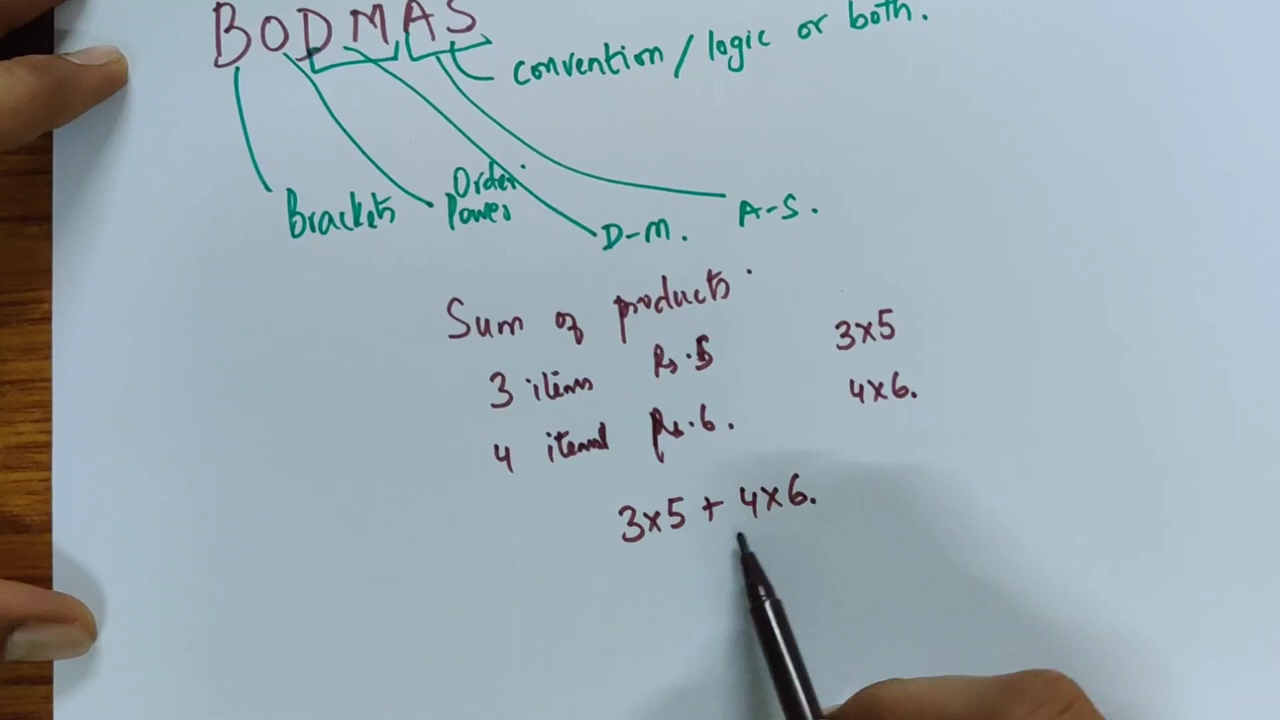 BODMAS
convention / logic or both.
Brackets
Order
Power
D-M.
A-S.
Sum of products
3 items Rs.5
3x5
4 items Rs.6.
4x6.
3x5 + 4x6.